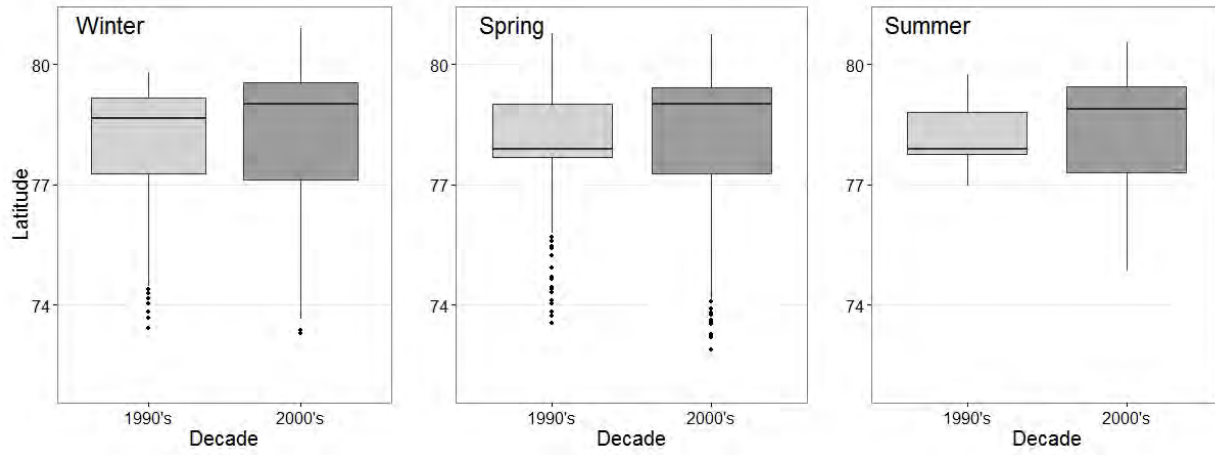 Winter
Spring
Summer
Latitude
80
77
74
80
77
74
80
77
74
1990's 2000's
1990's 2000's
1990's 2000's
Decade
Decade
Decade